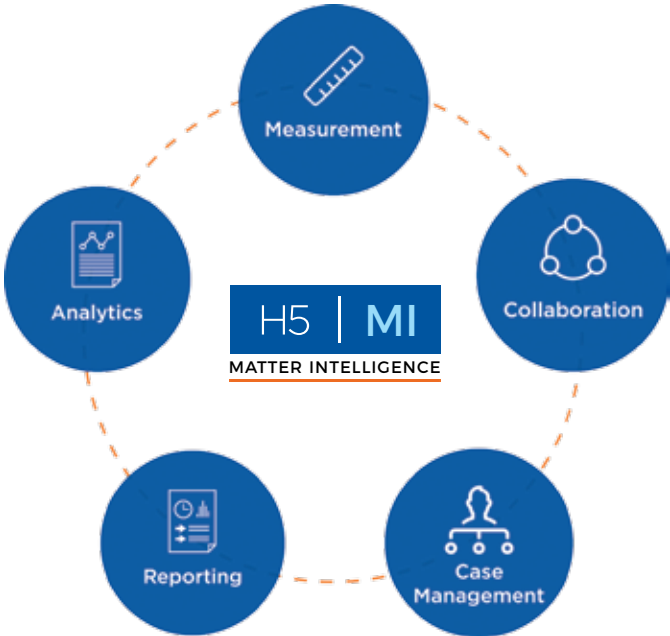 Measurement
Analytics
Collaboration
H5 | MI
MATTER INTELLIGENCE
Reporting
Case
Management